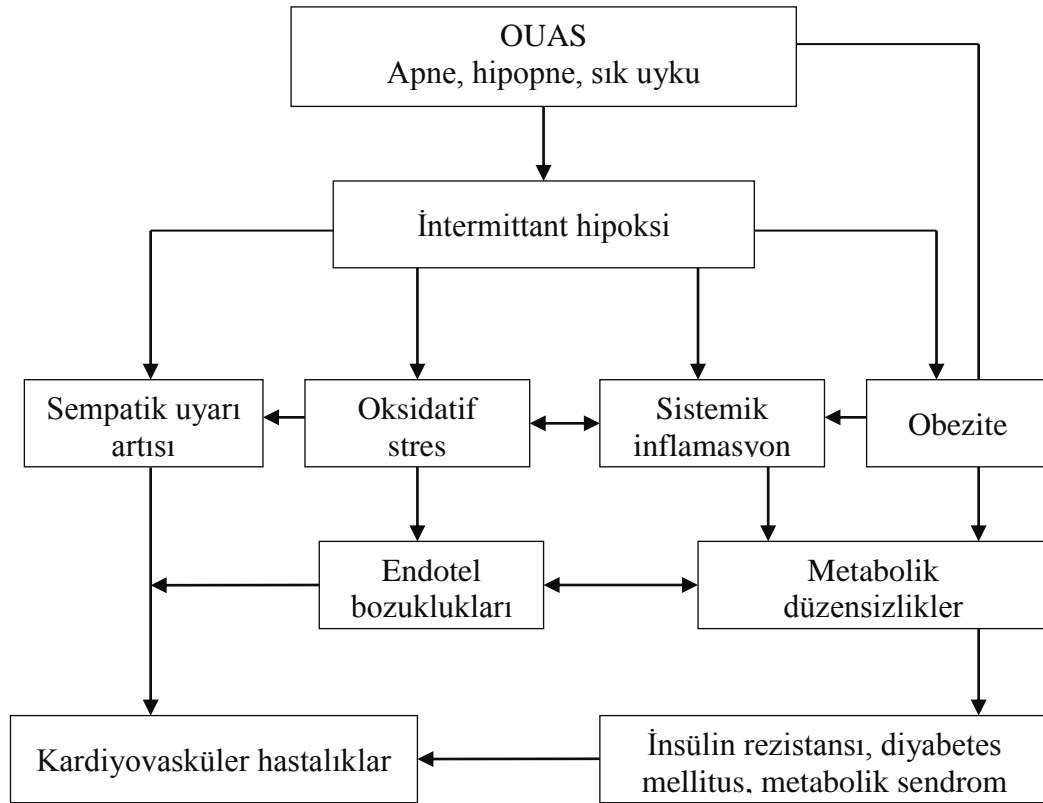 OUAS
Apne, hipopne, sık uyku
İntermittant hipoksi
Sempatik uyarı
artısı
Oksidatif
stres
Sistemik
inflamasyon
Obezite
Endotel
bozuklukları
Metabolik
düzensizlikler
Kardiyovasküler hastalıklar
İnsülin rezistansı, diyabetes
mellitus, metabolik sendrom